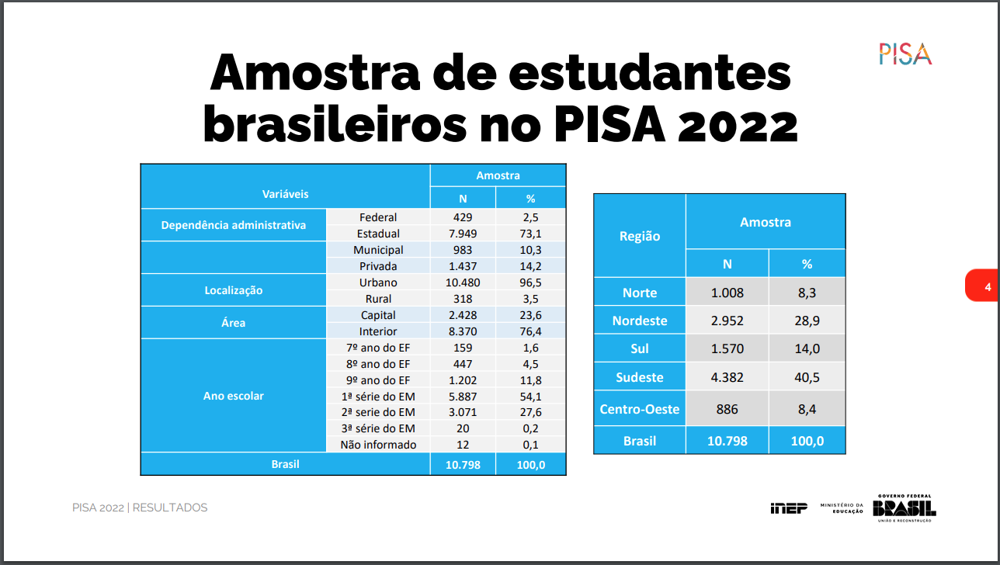 PISA
Amostra de estudantes
brasileiros no PISA 2022
Variáveis Amostra
N %
Dependência administrativa Federal 429 2,5
Estadual 7.949 73,1
Municipal 983 10,3
Privada 1.437 14,2
Localização Urbano 10.480 96,5
Rural 318 3,5
Área Capital 2.428 23,6
Interior 8.370 76,4
Ano escolar 7º ano do EF 159 1,6
8º ano do EF 447 4,5
9º ano do EF 1.202 11,8
1ª série do EM 5.887 54,1
2ª serie do EM 3.071 27,6
3ª série do EM 20 0,2
Não informado 12 0,1
Brasil 10.798 100,0
Região Amostra
N %
Norte 1.008 8,3
Nordeste 2.952 28,9
Sul 1.570 14,0
Sudeste 4.382 40,5
Centro-Oeste 886 8,4
Brasil 10.798 100,0
4
PISA 2022 | RESULTADOS
inep
MINISTÉRIO DA
EDUCAÇÃO
GOVERNO FEDERAL
BRASIL
UNIÃO E RECONSTRUÇÃO